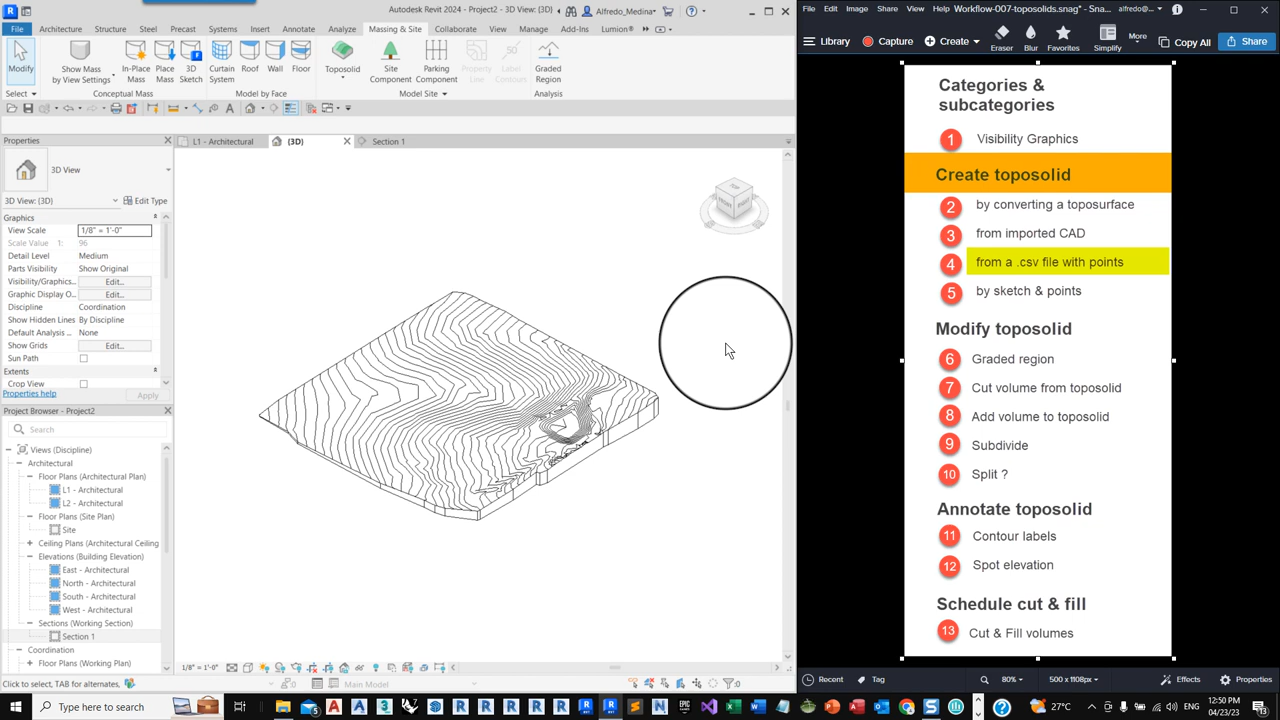 Autodesk Revit 2024 - Project2 - 3D View: {3D}
Alfredo_Medina...
File
Architecture
Structure
Steel
Precast
Systems
Insert
Annotate
Analyze
Massing & Site
Collaborate
View
Manage
Add-Ins
Lumion®
Modify
Show Mass
by View Settings
In-Place
Mass
Place
Mass
3D
Sketch
Curtain
System
Roof
Wall
Floor
Toposolid
Site
Component
Parking
Component
Property
Line
Label
Contours
Graded
Region
Select
Conceptual Mass
Model by Face
Model Site
Analysis
Properties
L1 - Architectural
{3D}
Section 1
3D View
3D View: {3D}
Edit Type
Graphics
View Scale
1/8" = 1'-0"
Scale Value 1:
96
Detail Level
Medium
Parts Visibility
Show Original
Visibility/Graphics...
Edit...
Graphic Display O...
Edit...
Discipline
Coordination
Show Hidden Lines
By Discipline
Default Analysis ...
None
Show Grids
Edit...
Sun Path
Extents
Crop View
Properties help
Apply
TOP
FRONT
RIGHT
Project Browser - Project2
Search
Views (Discipline)
Architectural
Floor Plans (Architectural Plan)
L1 - Architectural
L2 - Architectural
Floor Plans (Site Plan)
Site
Ceiling Plans (Architectural Ceiling
Elevations (Building Elevation)
East - Architectural
North - Architectural
South - Architectural
West - Architectural
Sections (Working Section)
Section 1
Coordination
Floor Plans (Working Plan)
1/8" = 1'-0"
Click to select, TAB for alternates,
:0
Main Model
:0
File
Edit
Image
Share
View
Help
Workflow-007-toposolids.snag* - Sna...
alfredo@...
Library
Capture
Create
Eraser
Blur
Favorites
Simplify
More
Copy All
Share
Categories &
subcategories
1 Visibility Graphics
Create toposolid
2 by converting a toposurface
3 from imported CAD
4 from a .csv file with points
5 by sketch & points
Modify toposolid
6 Graded region
7 Cut volume from toposolid
8 Add volume to toposolid
9 Subdivide
10 Split ?
Annotate toposolid
11 Contour labels
12 Spot elevation
Schedule cut & fill
13 Cut & Fill volumes
Recent
Tag
80%
500 x 1108px
Effects
Properties
Type here to search
27°C
12:50 PM
04/23/23